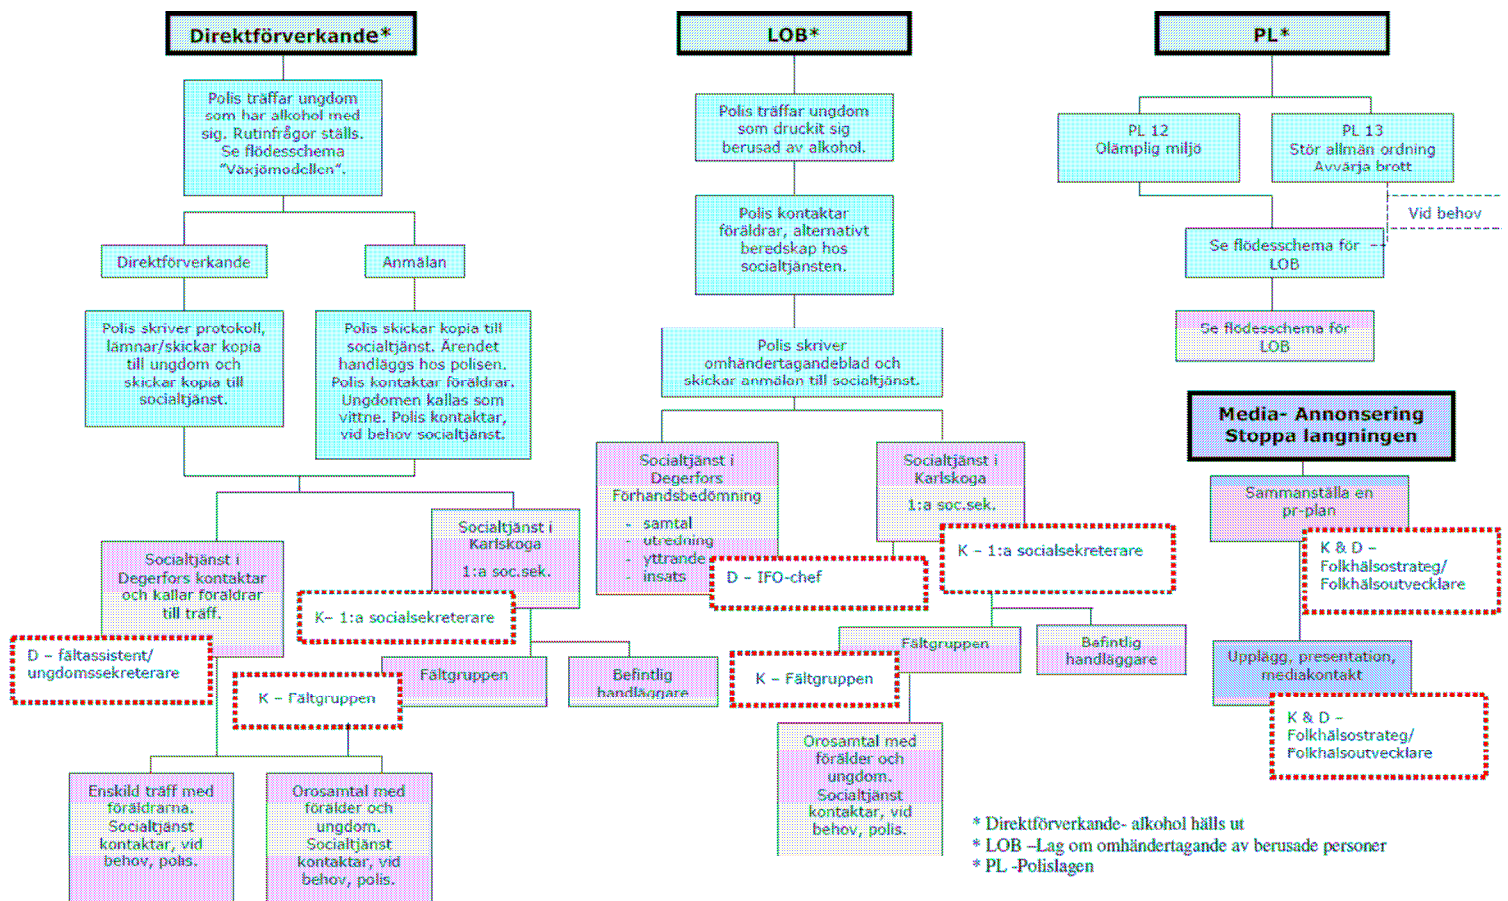 Direktförverkande*
Polis träffar ungdom
som har alkohol med
sig. Rutinfrågor ställs.
Se flödesschema
"Växjömodellen".
Direktförverkande
Anmälan
Polis skriver protokoll,
lämnar/skickar kopia
till ungdom och
skickar kopia till
socialtjänst.
Polis skickar kopia till
socialtjänst. Ärendet
handläggs hos polisen.
Polis kontaktar föräldrar.
Ungdomen kallas som
vittne. Polis kontaktar,
vid behov socialtjänst.
Socialtjänst i
Degerfors kontaktar
och kallar föräldrar
till träff.
D – fältassistent/
ungdomssekreterare
Socialtjänst i
Karlskoga
1:a soc.sek.
K– 1:a socialsekreterare
K – Fältgruppen
Fältgruppen
Befintlig
handläggare
Enskild träff med
föräldrarna.
Socialtjänst
kontaktar, vid
behov, polis.
Orosamtal med
förälder och
ungdom.
Socialtjänst
kontaktar, vid
behov, polis.
LOB*
Polis träffar ungdom
som druckit sig
berusad av alkohol.
Polis kontaktar
föräldrar, alternativt
beredskap hos
socialtjänsten.
Polis skriver
omhändertagandeblad och
skickar anmälan till socialtjänst.
Socialtjänst i
Degerfors
Förhandsbedömning
- samtal
- utredning
- yttrande
- insats
D – IFO-chef
Socialtjänst i
Karlskoga
1:a soc.sek.
K – 1:a socialsekreterare
Fältgruppen
K – Fältgruppen
Befintlig
handläggare
Orosamtal med
förälder och
ungdom.
Socialtjänst
kontaktar, vid
behov, polis.
PL*
PL 12
Olämplig miljö
PL 13
Stör allmän ordning
Avvärja brott
Vid behov
Se flödesschema för
LOB
Se flödesschema för
LOB
Media- Annonsering
Stoppa langningen
Sammanställa en
pr-plan
K & D –
Folkhälsostrateg/
Folkhälsoutvecklare
Upplägg, presentation,
mediakontakt
K & D –
Folkhälsostrateg/
Folkhälsoutvecklare
* Direktförverkande- alkohol hälls ut
* LOB –Lag om omhändertagande av berusade personer
* PL -Polislagen